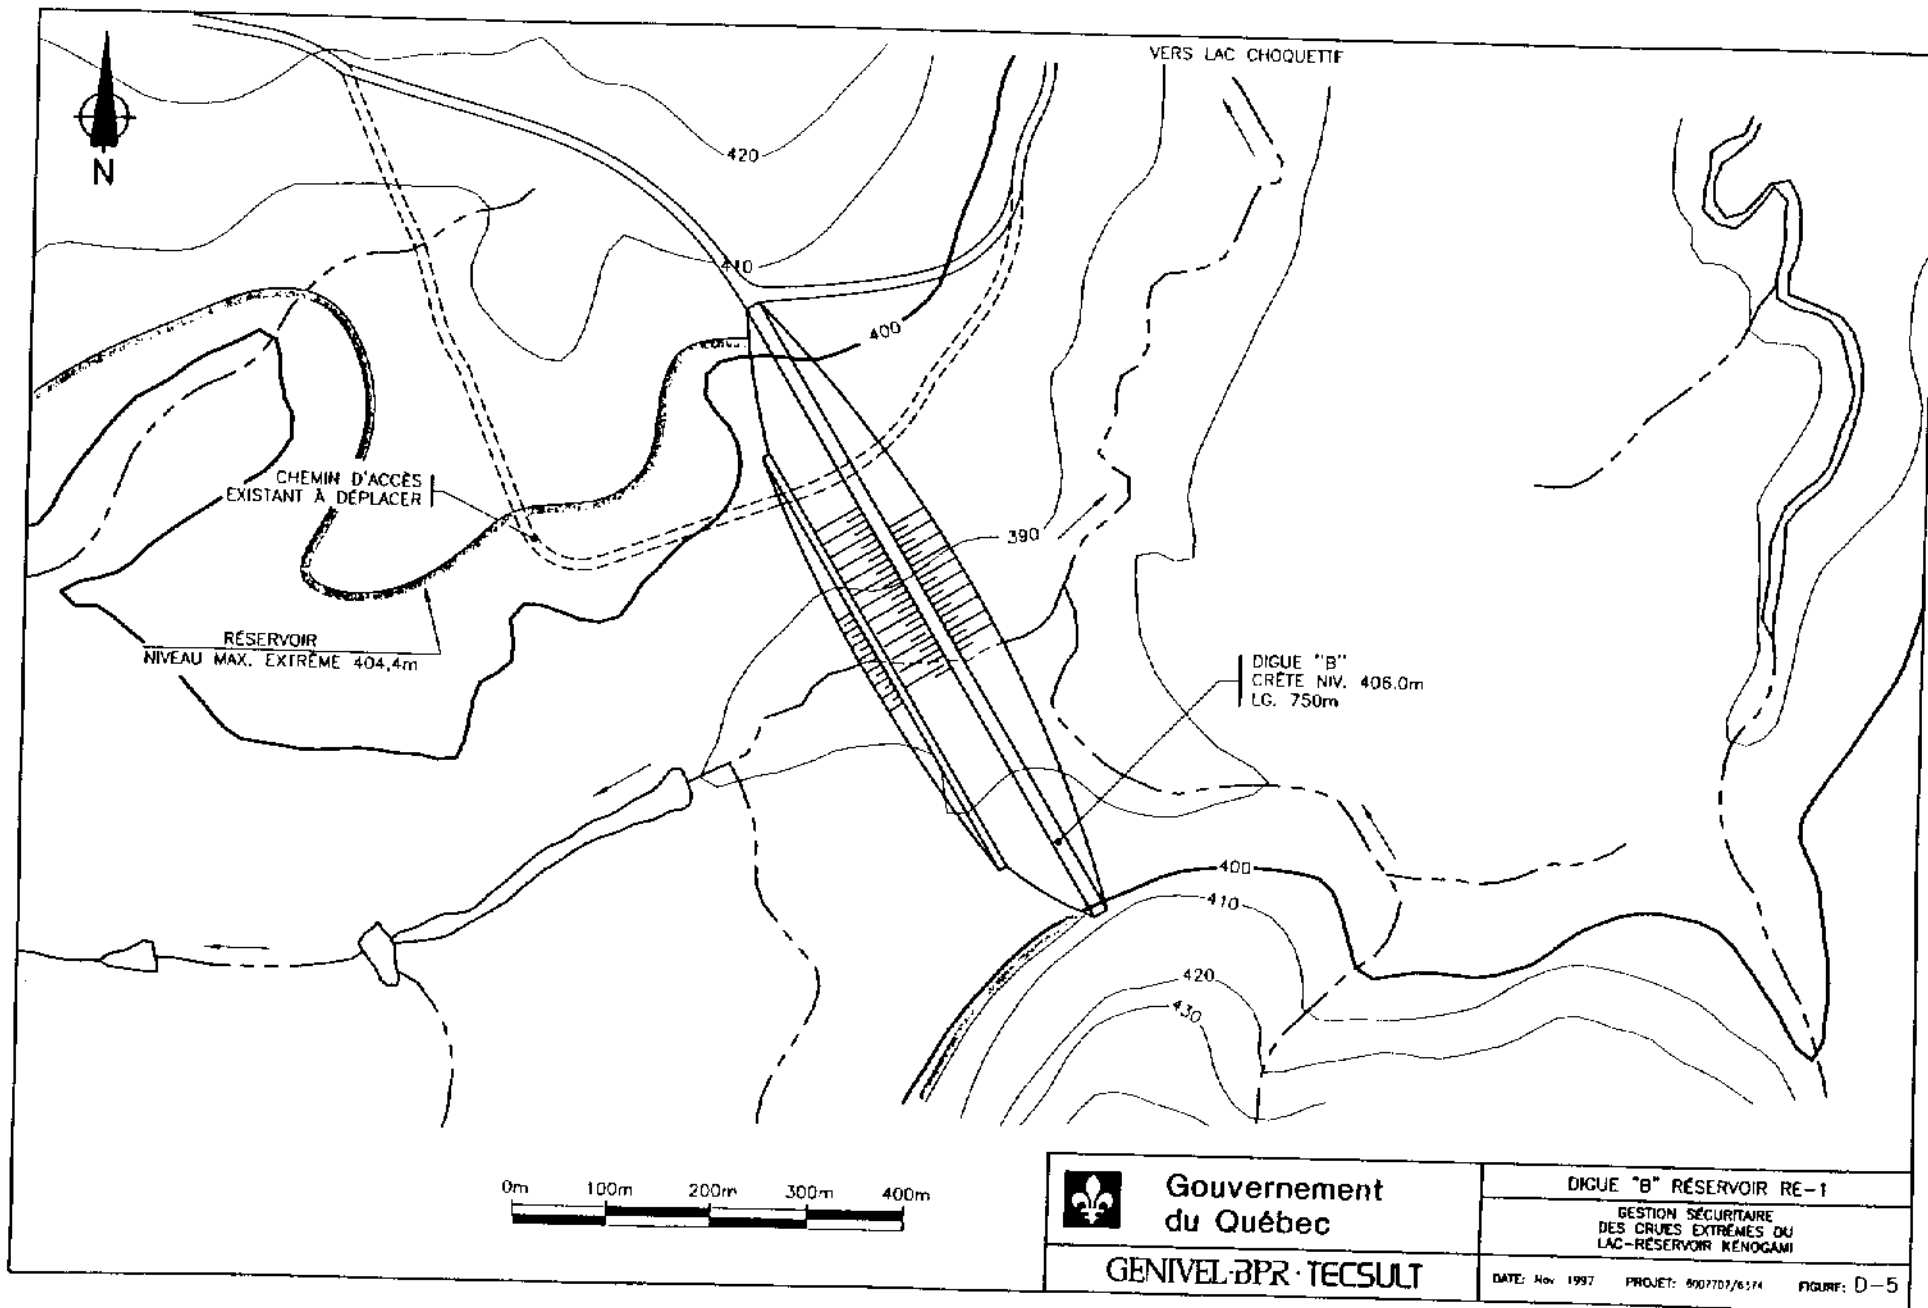 VERS LAC CHOQUETTE
N
420
410
400
CHEMIN D'ACCÈS
EXISTANT À DÉPLACER
390
RÉSERVOIR
NIVEAU MAX. EXTRÊME 404,4m
DIGUE "B"
CRÊTE NIV. 406.0m
LG. 750m
400
410
420
430
0m 100m 200m 300m 400m
Gouvernement
du Québec
GENIVEL·BPR·TECSULT
DIGUE "B" RÉSERVOIR RE-1
GESTION SÉCURITAIRE
DES CRUES EXTRÊMES DU
LAC-RÉSERVOIR KÉNOGAMI
DATE: Nov 1997 PROJET: FIGURE: D-5